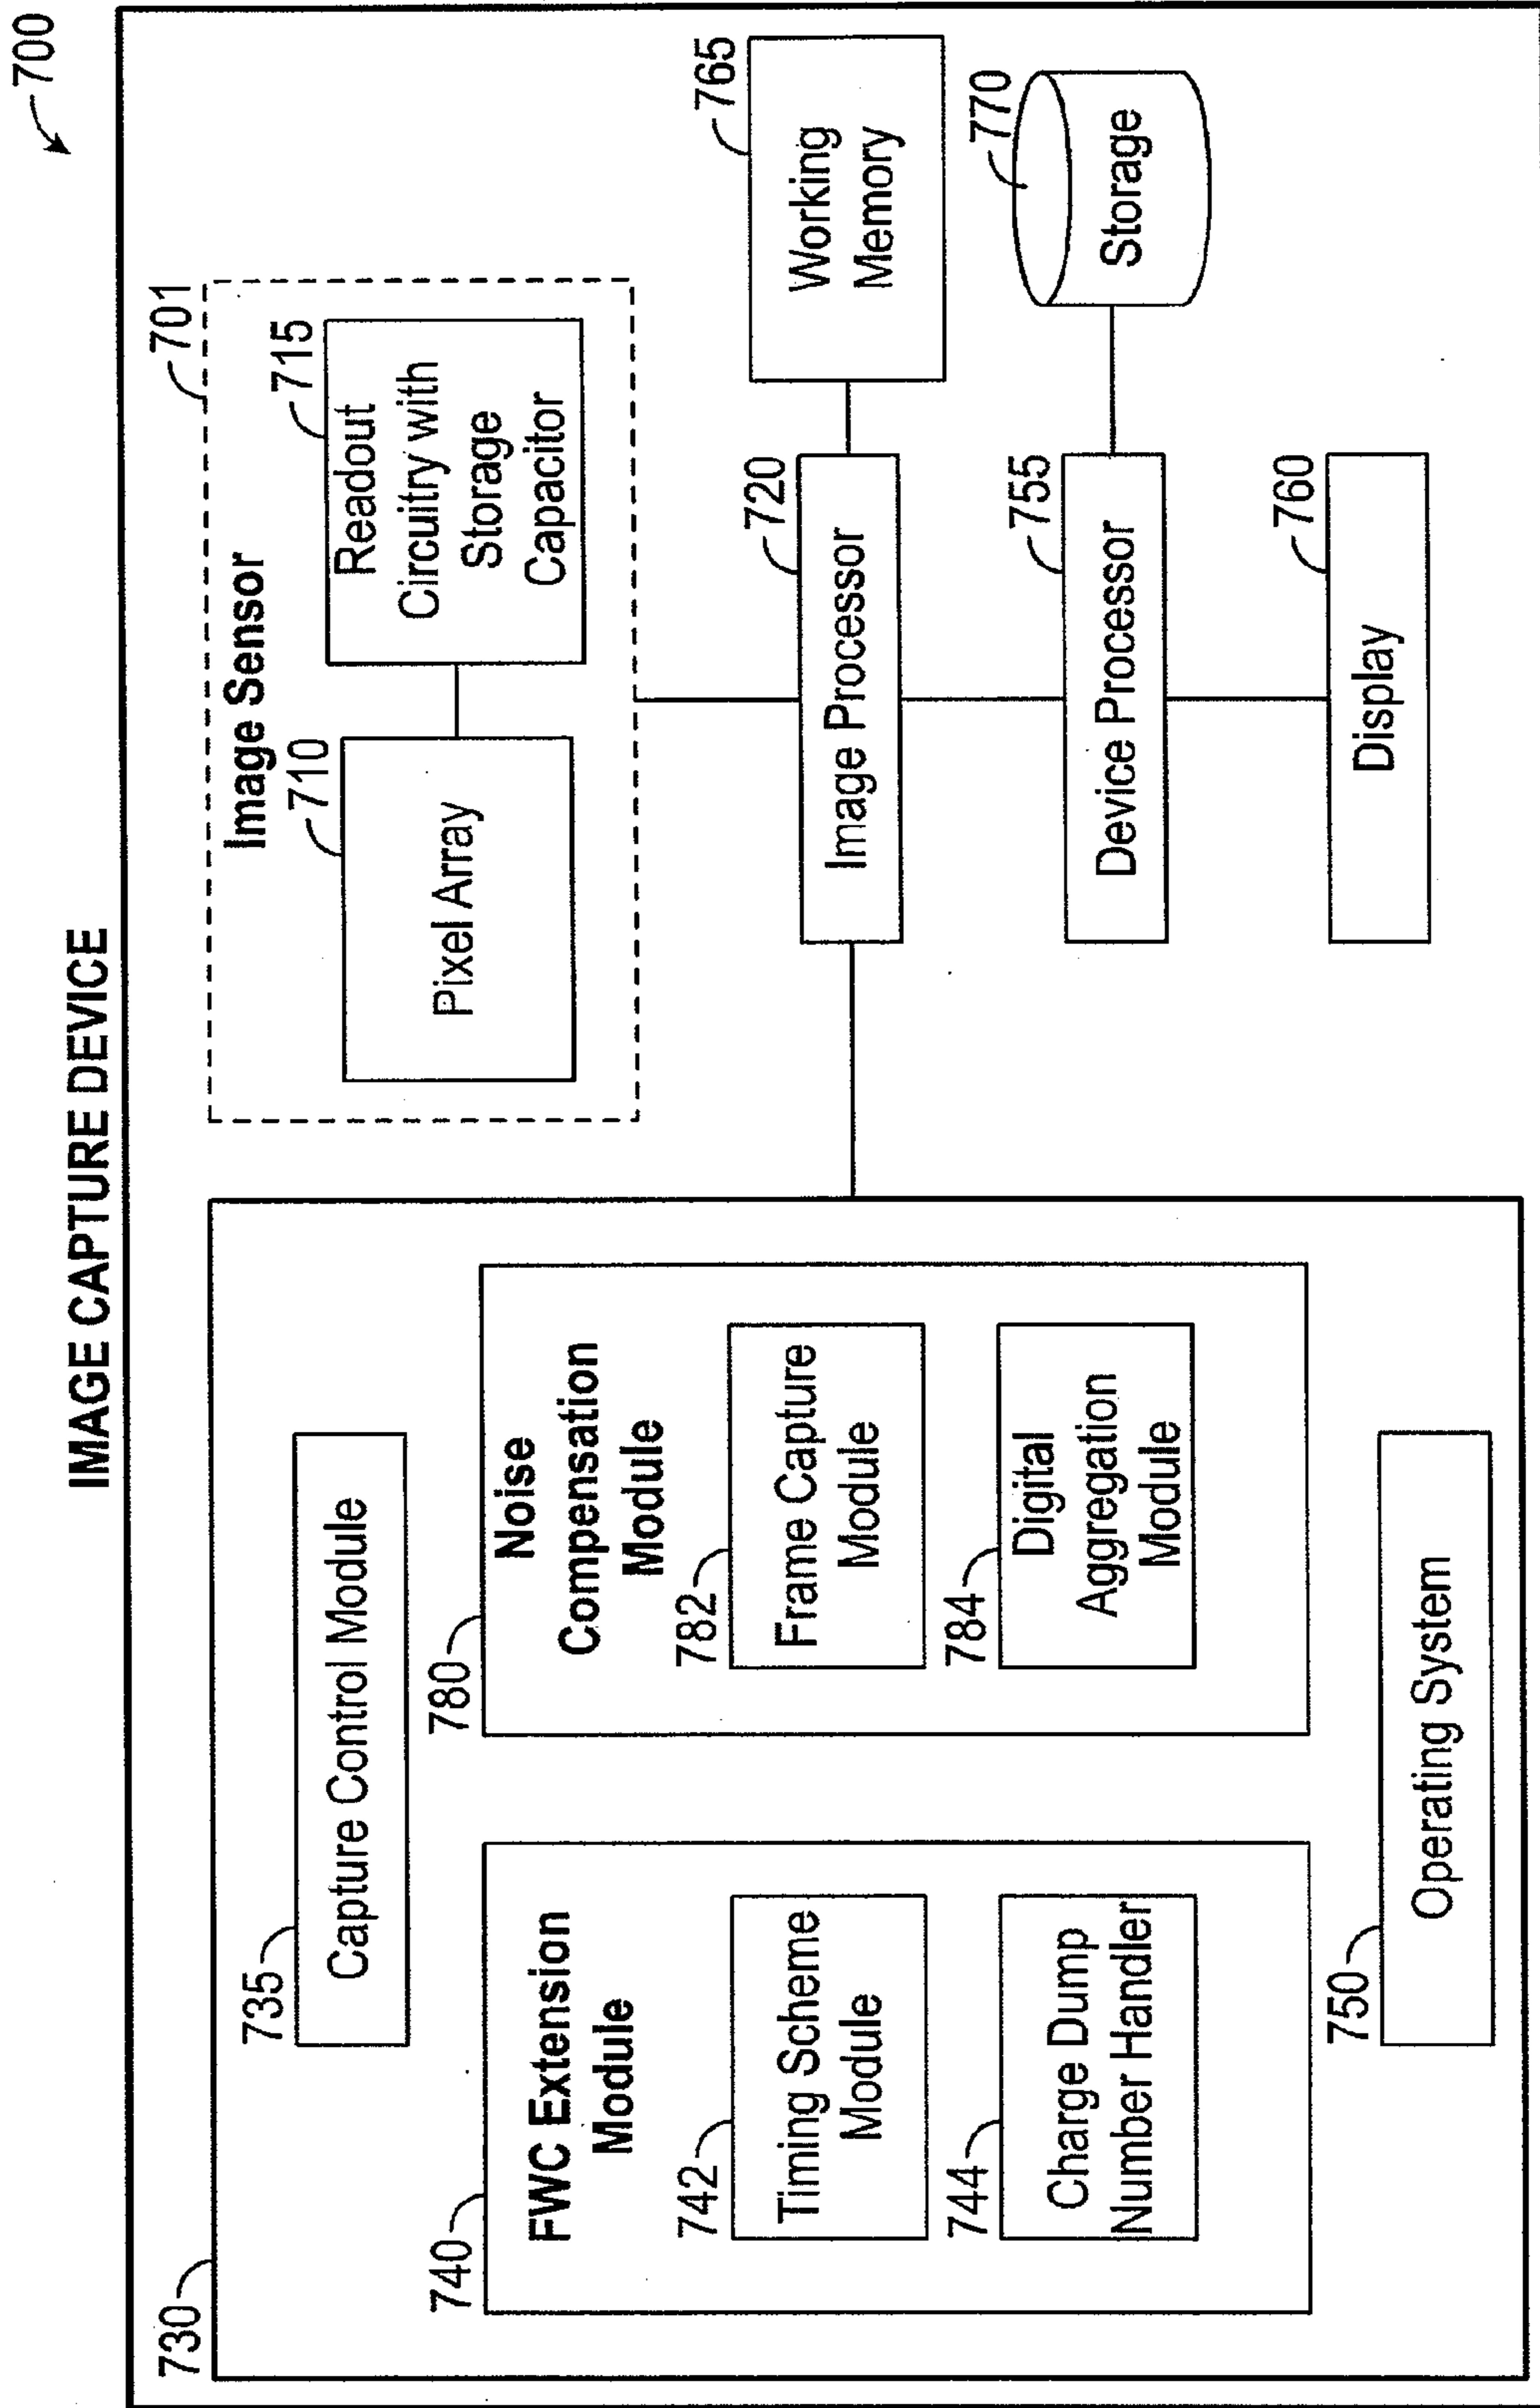 IMAGE CAPTURE DEVICE
700
730
735
Capture Control Module
740
FWC Extension
Module
742
Timing Scheme
Module
744
Charge Dump
Number Handler
780
Noise
Compensation
Module
782
Frame Capture
Module
784
Digital
Aggregation
Module
750
Operating System
701
Image Sensor
710
Pixel Array
715
Readout
Circuitry with
Storage
Capacitor
720
Image Processor
765
Working
Memory
755
Device Processor
770
Storage
760
Display